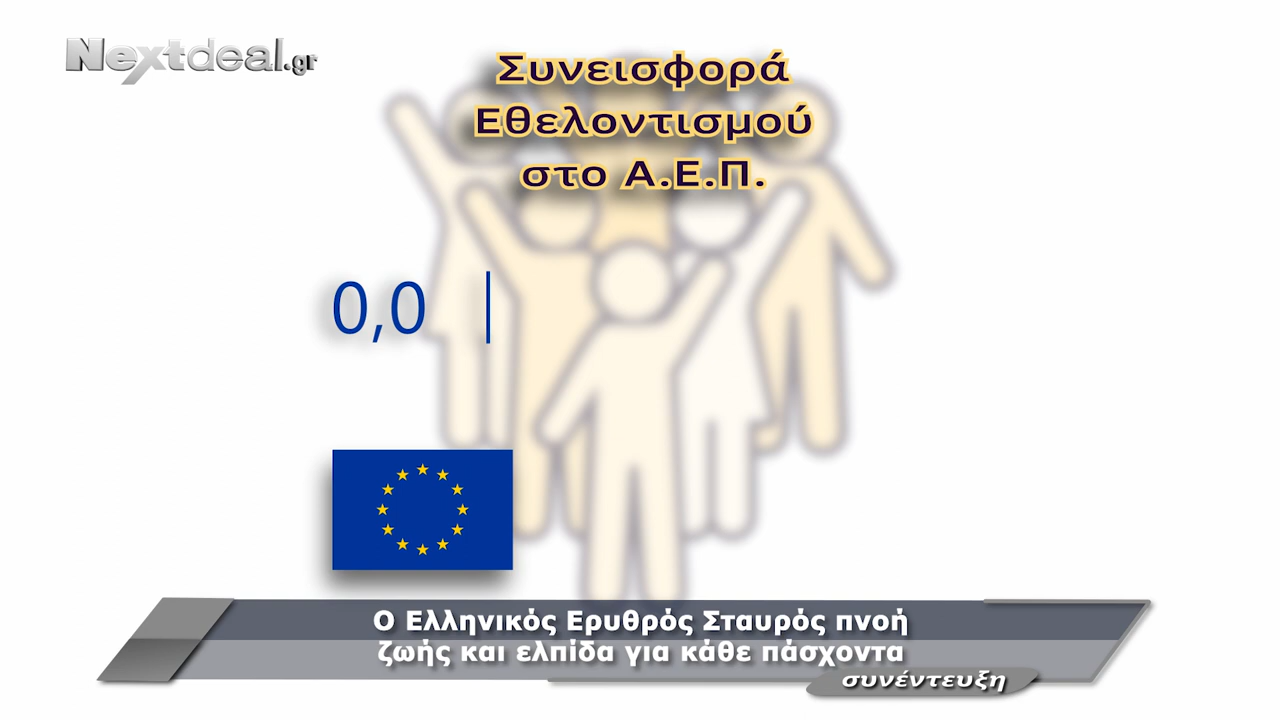 Nextdeal.gr
Συνεισφορά
Εθελοντισμού
στο Α.Ε.Π.
0,0
Ο Ελληνικός Ερυθρός Σταυρός πνοή
ζωής και ελπίδα για κάθε πάσχοντα
συνέντευξη